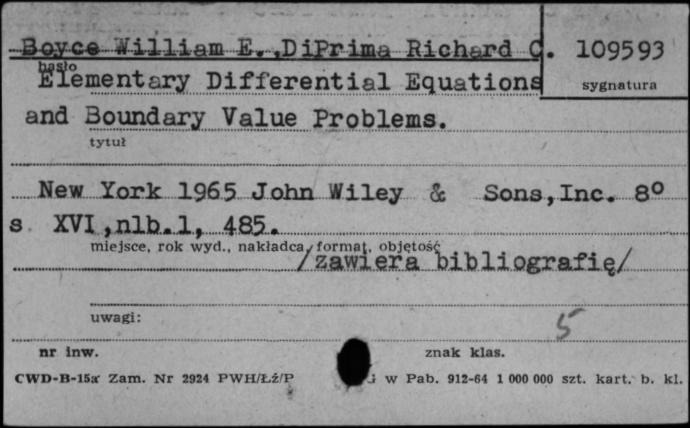 Boyce William E.,DiPrima Richard C. 109593
hasło
Elementary Differential Equations
sygnatura
and Boundary Value Problems.
tytuł
New York 1965 John Wiley & Sons,Inc. 8º
s XVI,nlb.1, 485.
miejsce, rok wyd., nakładca, format, objętość
/zawiera bibliografię/
uwagi:
5
nr inw. znak klas.
CWD-B-15a Zam. Nr 2924 PWH/Łź/P G w Pab. 912-64 1 000 000 szt. kart. b. kl.